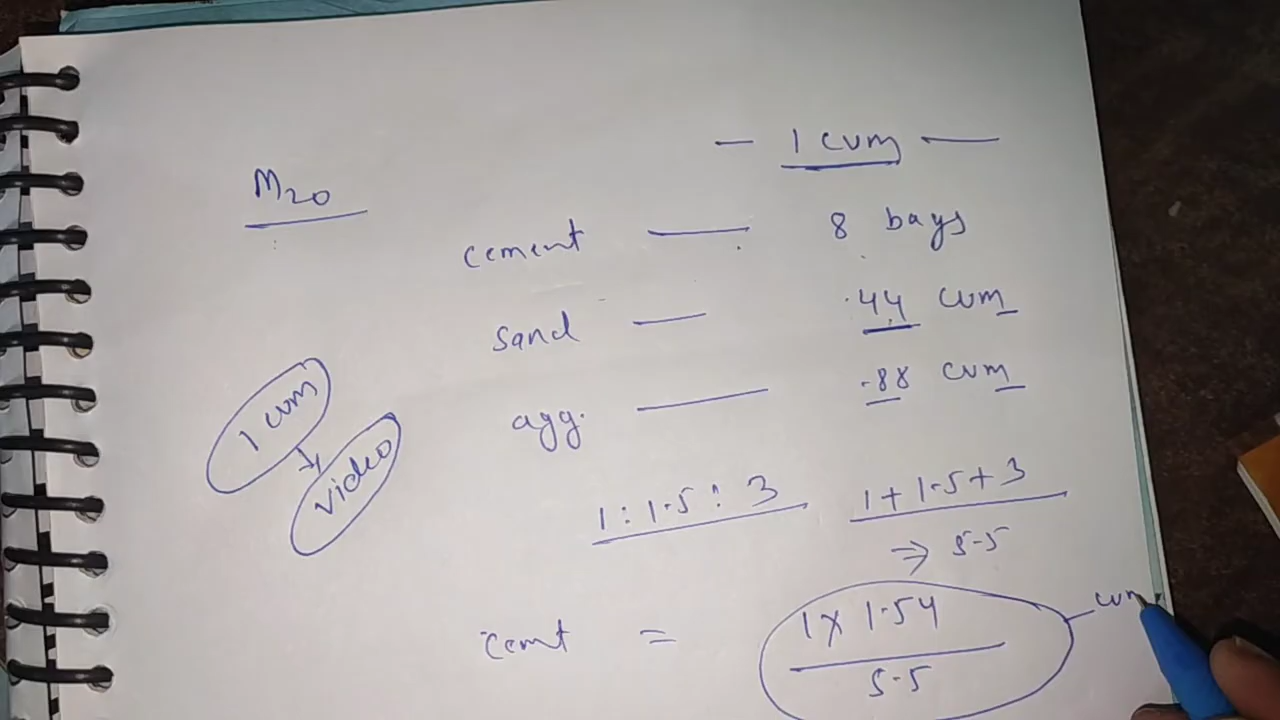 — 1 cum —
M20
cement — 8 bags
sand — .44 cum
agg. — .88 cum
1 cum → video
1 : 1.5 : 3
1 + 1.5 + 3
⇒ 5.5
cemt = 1 x 1.54 / 5.5
cum